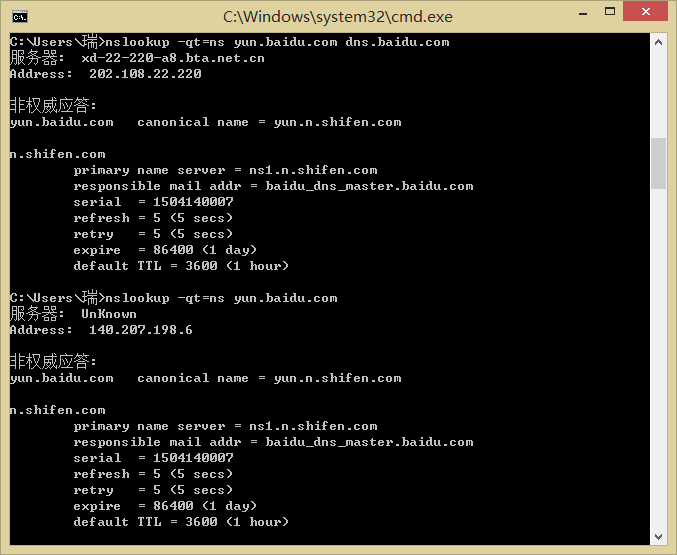 C:\Windows\system32\cmd.exe
C:\Users\瑞>nslookup -qt=ns yun.baidu.com dns.baidu.com
服务器:  xd-22-220-a8.bta.net.cn
Address:  202.108.22.220
非权威应答:
yun.baidu.com   canonical name = yun.n.shifen.com
n.shifen.com
primary name server = ns1.n.shifen.com
responsible mail addr = baidu_dns_master.baidu.com
serial  = 1504140007
refresh = 5 (5 secs)
retry   = 5 (5 secs)
expire  = 86400 (1 day)
default TTL = 3600 (1 hour)
C:\Users\瑞>nslookup -qt=ns yun.baidu.com
服务器:  UnKnown
Address:  140.207.198.6
非权威应答:
yun.baidu.com   canonical name = yun.n.shifen.com
n.shifen.com
primary name server = ns1.n.shifen.com
responsible mail addr = baidu_dns_master.baidu.com
serial  = 1504140007
refresh = 5 (5 secs)
retry   = 5 (5 secs)
expire  = 86400 (1 day)
default TTL = 3600 (1 hour)